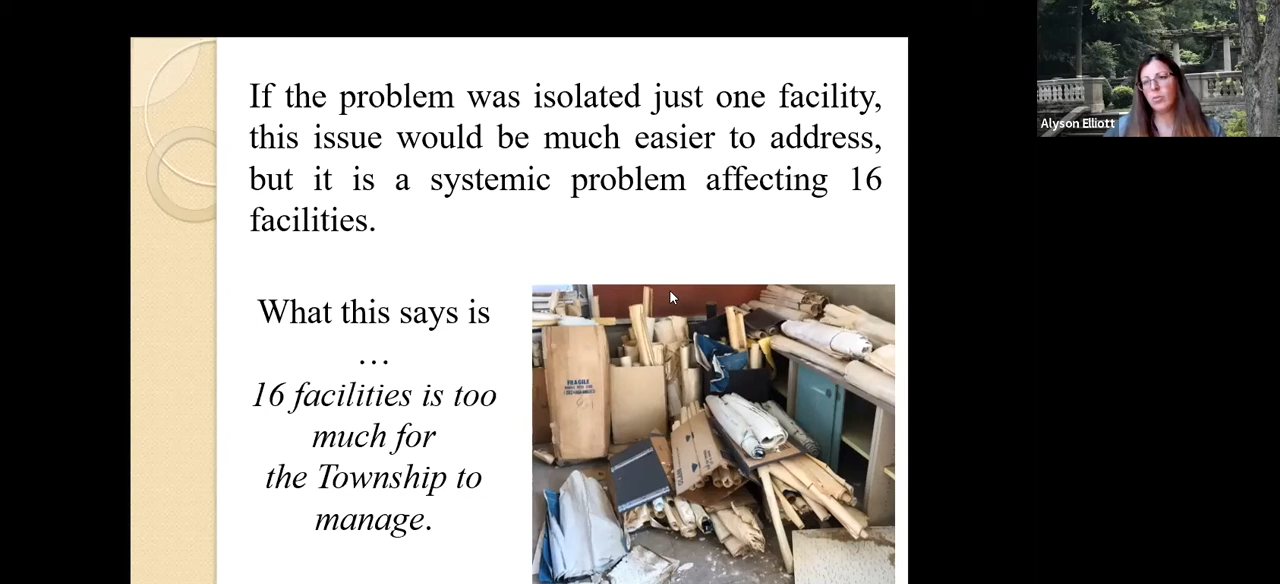 If the problem was isolated just one facility,
this issue would be much easier to address,
but it is a systemic problem affecting 16
facilities.
What this says is
…
16 facilities is too
much for
the Township to
manage.
FRAGILE
Alyson Elliott